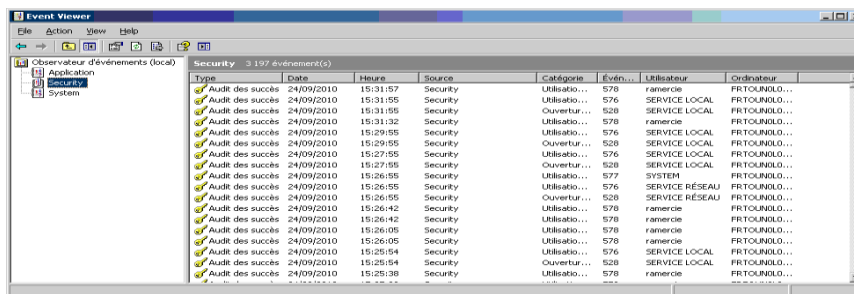 Event Viewer
File Action View Help
Observateur d'événements (local)
Application
Security
System
Security 3 197 événement(s)
Type Date Heure Source Catégorie Évén... Utilisateur Ordinateur
Audit des succès 24/09/2010 15:31:57 Security Utilisatio... 578 ramercie FRTOUN0L0...
Audit des succès 24/09/2010 15:31:55 Security Utilisatio... 576 SERVICE LOCAL FRTOUN0L0...
Audit des succès 24/09/2010 15:31:55 Security Ouvertur... 528 SERVICE LOCAL FRTOUN0L0...
Audit des succès 24/09/2010 15:31:32 Security Utilisatio... 578 ramercie FRTOUN0L0...
Audit des succès 24/09/2010 15:29:55 Security Utilisatio... 576 SERVICE LOCAL FRTOUN0L0...
Audit des succès 24/09/2010 15:29:55 Security Ouvertur... 528 SERVICE LOCAL FRTOUN0L0...
Audit des succès 24/09/2010 15:27:55 Security Utilisatio... 576 SERVICE LOCAL FRTOUN0L0...
Audit des succès 24/09/2010 15:27:55 Security Ouvertur... 528 SERVICE LOCAL FRTOUN0L0...
Audit des succès 24/09/2010 15:26:55 Security Utilisatio... 577 SYSTEM FRTOUN0L0...
Audit des succès 24/09/2010 15:26:55 Security Utilisatio... 576 SERVICE RÉSEAU FRTOUN0L0...
Audit des succès 24/09/2010 15:26:55 Security Ouvertur... 528 SERVICE RÉSEAU FRTOUN0L0...
Audit des succès 24/09/2010 15:26:42 Security Utilisatio... 578 ramercie FRTOUN0L0...
Audit des succès 24/09/2010 15:26:42 Security Utilisatio... 578 ramercie FRTOUN0L0...
Audit des succès 24/09/2010 15:26:05 Security Utilisatio... 578 ramercie FRTOUN0L0...
Audit des succès 24/09/2010 15:26:05 Security Utilisatio... 578 ramercie FRTOUN0L0...
Audit des succès 24/09/2010 15:25:54 Security Utilisatio... 576 SERVICE LOCAL FRTOUN0L0...
Audit des succès 24/09/2010 15:25:54 Security Ouvertur... 528 SERVICE LOCAL FRTOUN0L0...
Audit des succès 24/09/2010 15:25:38 Security Utilisatio... 578 ramercie FRTOUN0L0...